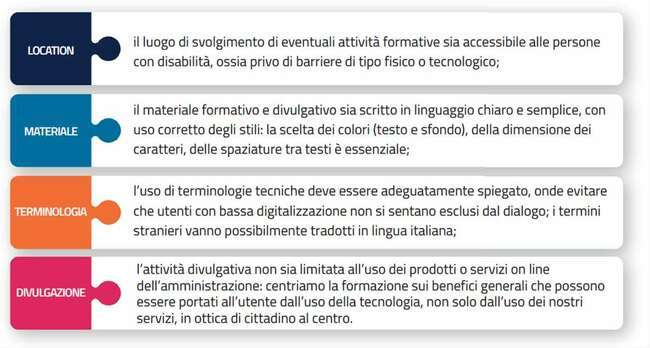 LOCATION
il luogo di svolgimento di eventuali attività formative sia accessibile alle persone
con disabilità, ossia privo di barriere di tipo fisico o tecnologico;
MATERIALE
il materiale formativo e divulgativo sia scritto in linguaggio chiaro e semplice, con
uso corretto degli stili: la scelta dei colori (testo e sfondo), della dimensione dei
caratteri, delle spaziature tra testi è essenziale;
TERMINOLOGIA
l’uso di terminologie tecniche deve essere adeguatamente spiegato, onde evitare
che utenti con bassa digitalizzazione non si sentano esclusi dal dialogo; i termini
stranieri vanno possibilmente tradotti in lingua italiana;
DIVULGAZIONE
l’attività divulgativa non sia limitata all’uso dei prodotti o servizi on line
dell’amministrazione: centriamo la formazione sui benefici generali che possono
essere portati all’utente dall’uso della tecnologia, non solo dall’uso dei nostri
servizi, in ottica di cittadino al centro.